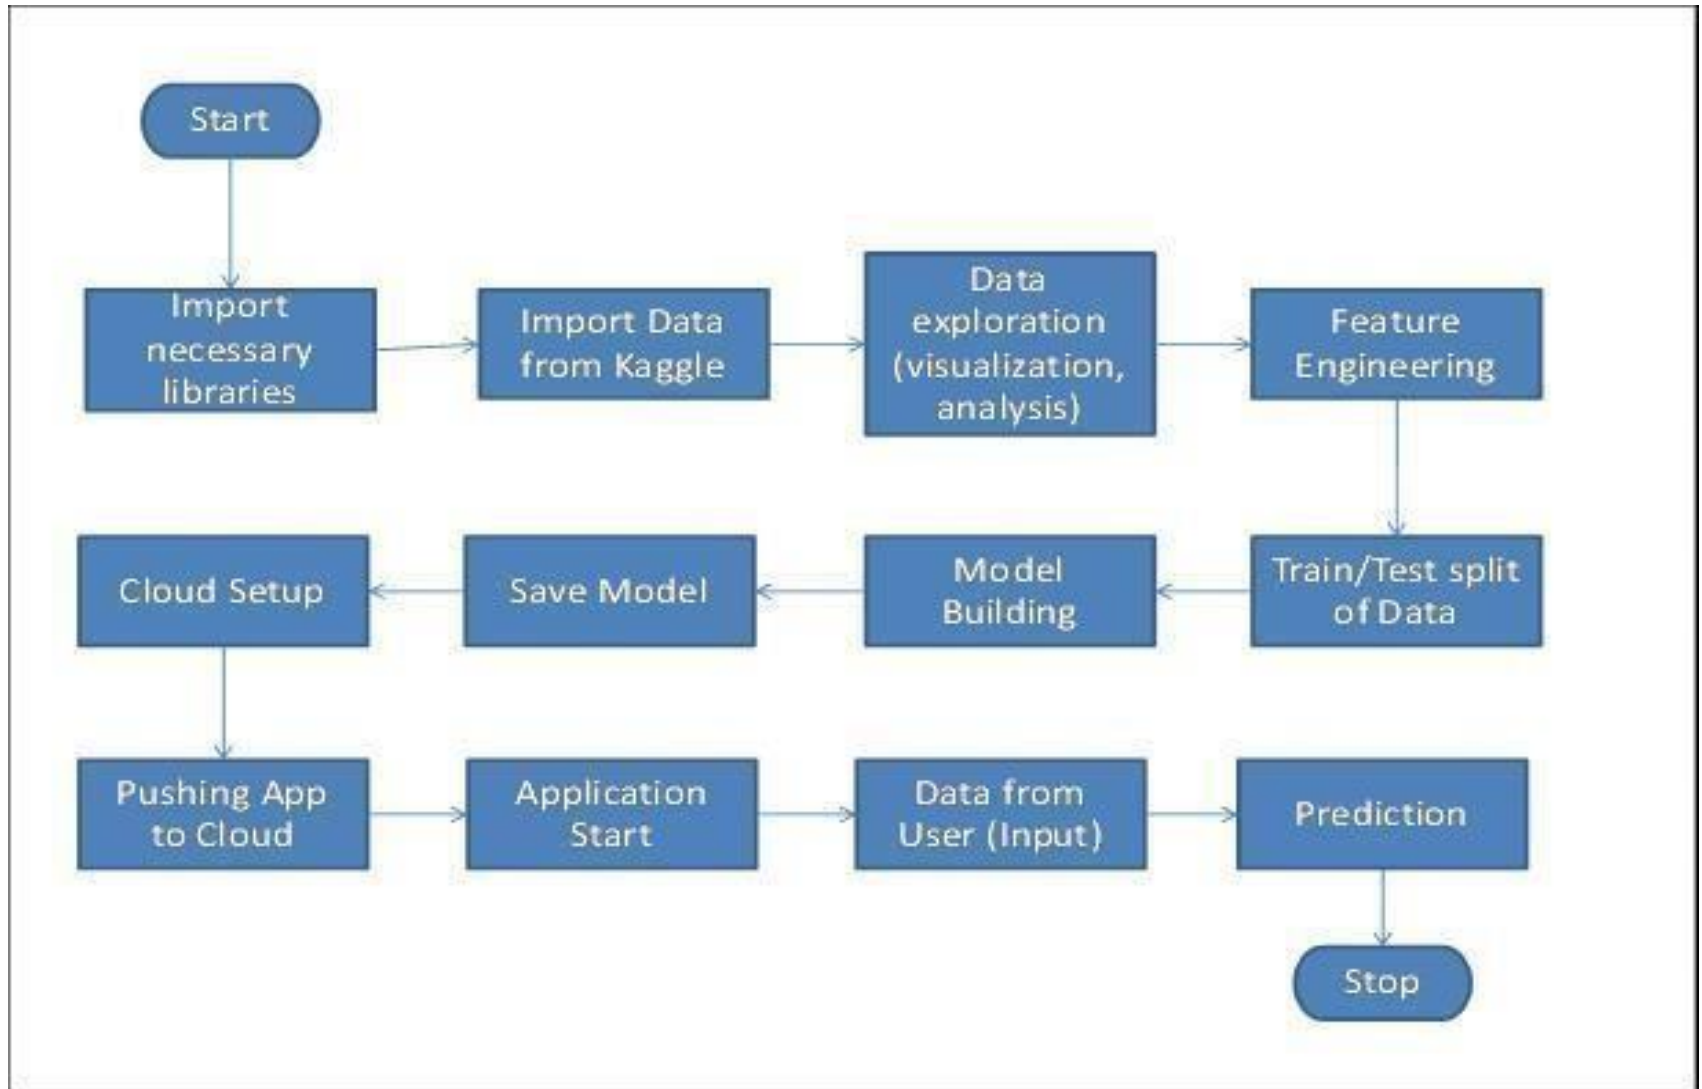 Start
Import
necessary
libraries
Import Data
from Kaggle
Data
exploration
(visualization,
analysis)
Feature
Engineering
Train/Test split
of Data
Model
Building
Save Model
Cloud Setup
Pushing App
to Cloud
Application
Start
Data from
User (Input)
Prediction
Stop